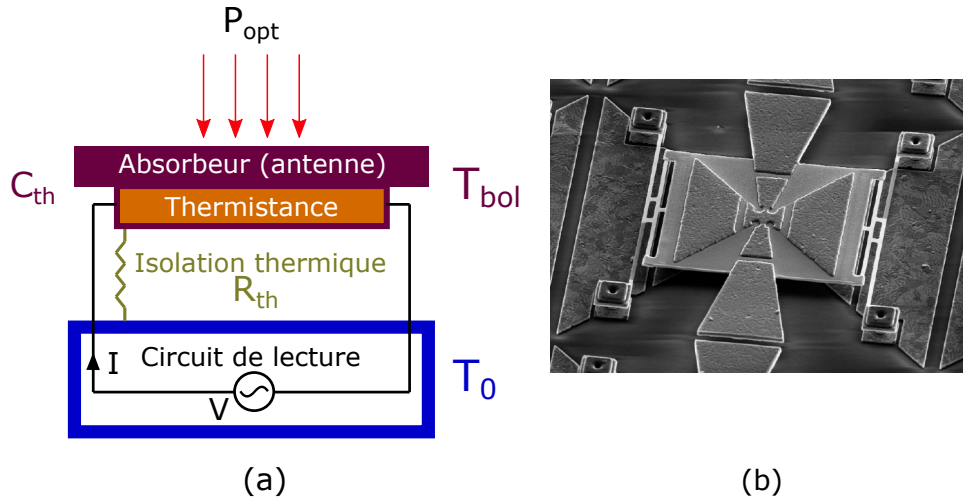 P_opt
Absorbeur (antenne)
C_th
T_bol
Thermistance
Isolation thermique
R_th
Circuit de lecture
I
T_0
V
(a)
(b)